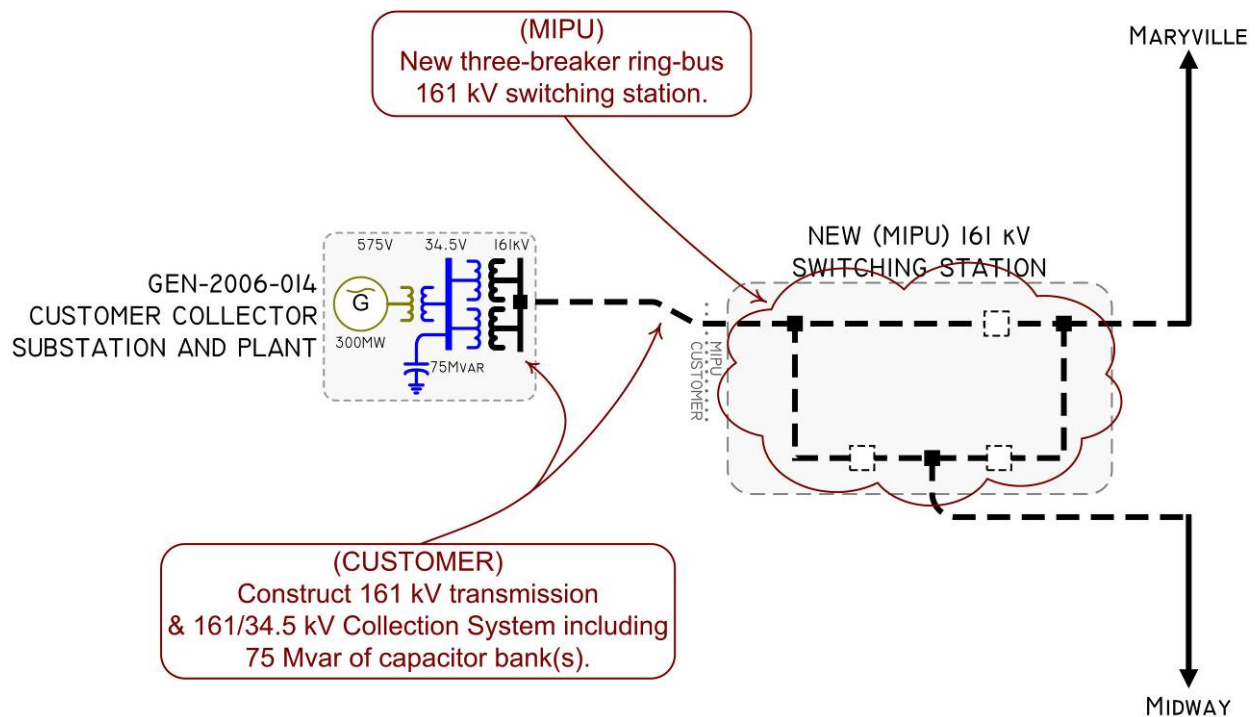 (MIPU)
New three-breaker ring-bus
161 kV switching station.
MARYVILLE
NEW (MIPU) 161 KV
SWITCHING STATION
575V
34.5V
161KV
GEN-2006-014
CUSTOMER COLLECTOR
SUBSTATION AND PLANT
G
300MW
75MVAR
MIPU
CUSTOMER
(CUSTOMER)
Construct 161 kV transmission
& 161/34.5 kV Collection System including
75 Mvar of capacitor bank(s).
MIDWAY